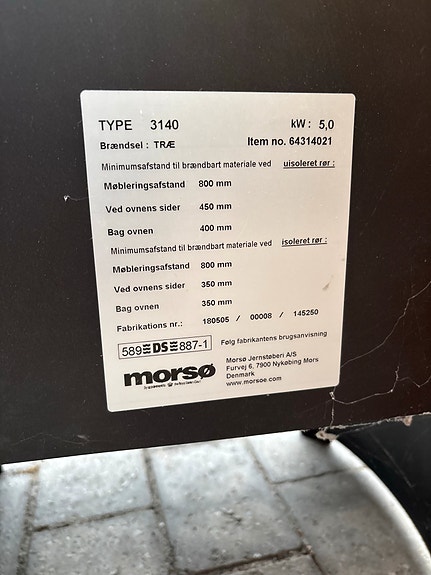 TYPE 3140 kW : 5,0
Brændsel : TRÆ Item no. 64314021
Minimumsafstand til brændbart materiale ved uisoleret rør :
Møbleringsafstand 800 mm
Ved ovnens sider 450 mm
Bag ovnen 400 mm
Minimumsafstand til brændbart materiale ved isoleret rør :
Møbleringsafstand 800 mm
Ved ovnens sider 350 mm
Bag ovnen 350 mm
Fabrikations nr.: 180505 / 00008 / 145250
589 DS 887-1 Følg fabrikantens brugsanvisning
morsø
Morsø Jernstøberi A/S
Furvej 6, 7900 Nykøbing Mors
Denmark
www.morsoe.com